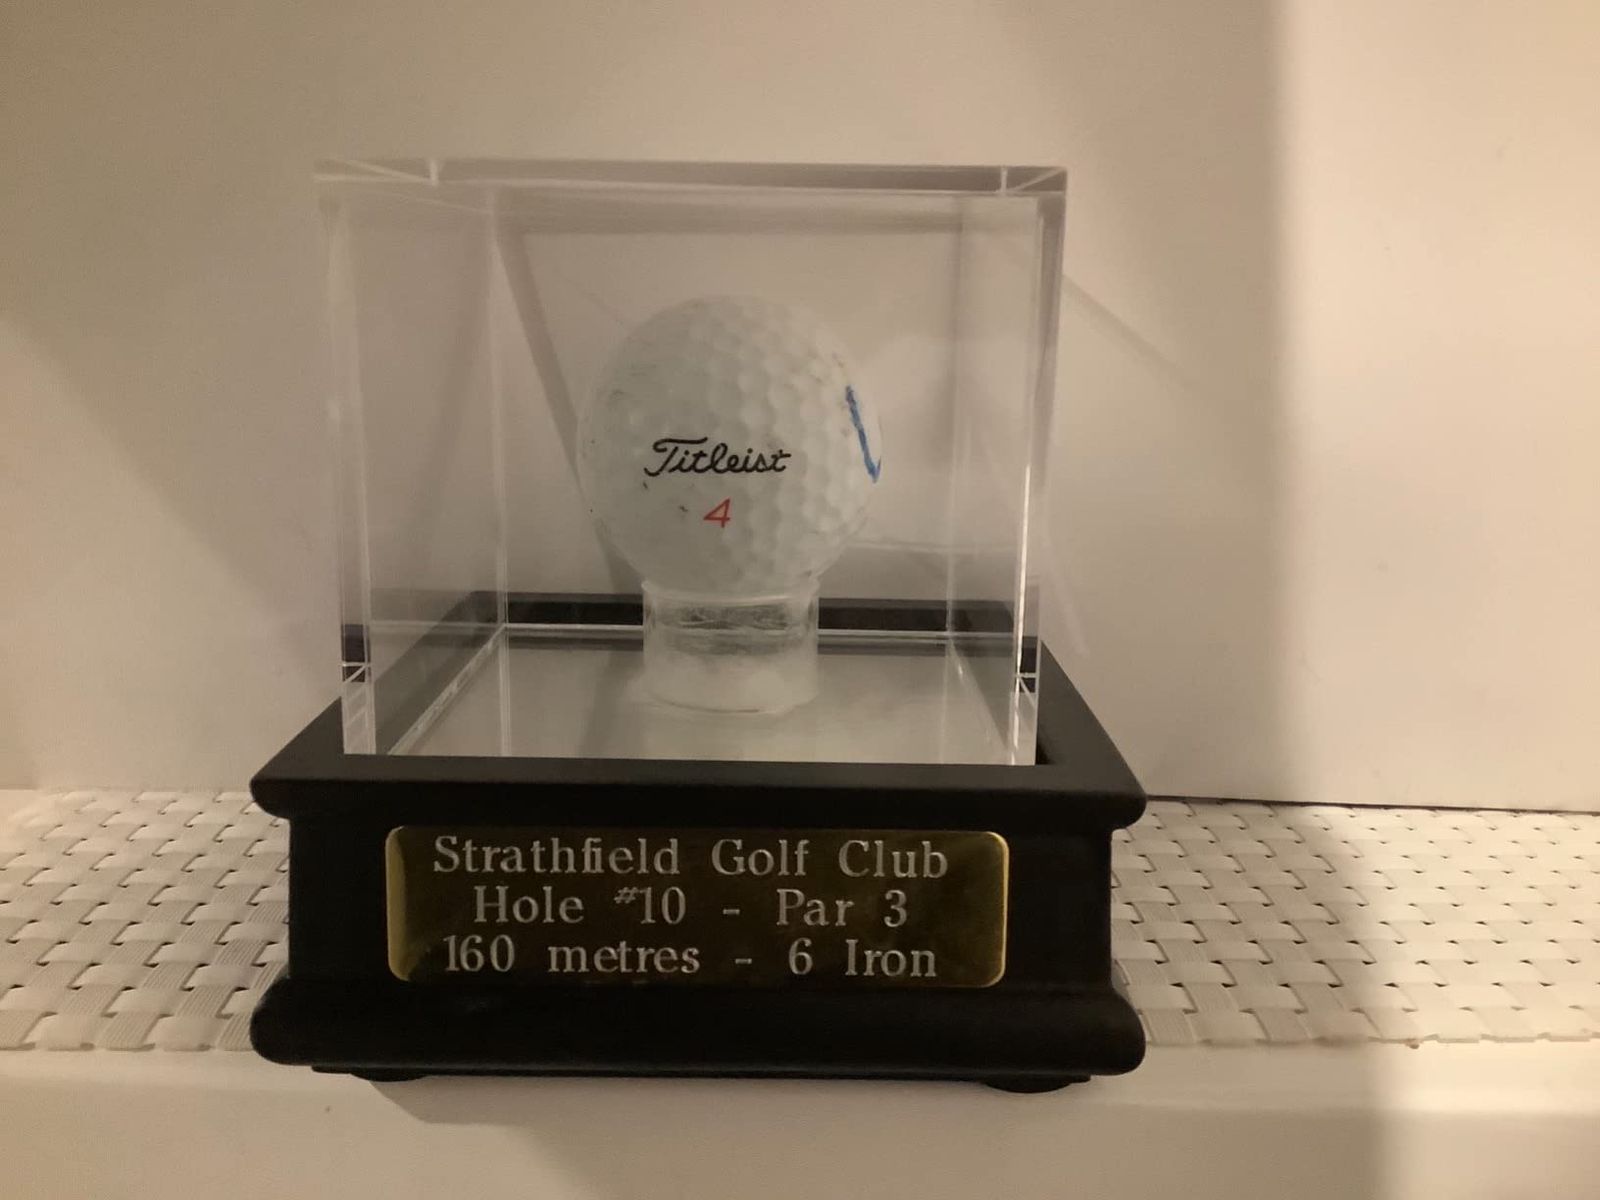 Titleist
4
Strathfield Golf Club
Hole #10 - Par 3
160 metres - 6 Iron